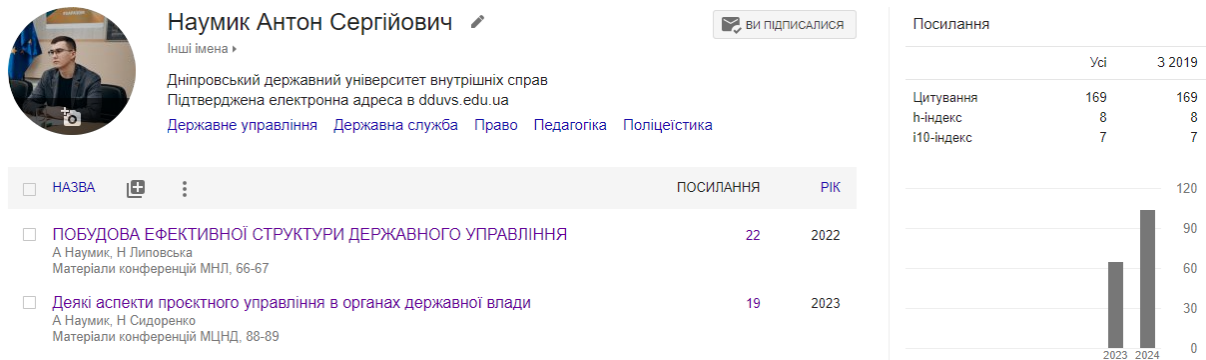 Наумик Антон Сергійович
ВИ ПІДПИСАЛИСЯ
Інші імена
Дніпровський державний університет внутрішніх справ
Підтверджена електронна адреса в dduvs.edu.ua
Державне управління Державна служба Право Педагогіка Поліцеїстика
НАЗВА ПОСИЛАННЯ РІК
ПОБУДОВА ЕФЕКТИВНОЇ СТРУКТУРИ ДЕРЖАВНОГО УПРАВЛІННЯ 22 2022
А Наумик, Н Липовська
Матеріали конференцій МНЛ, 66-67
Деякі аспекти проєктного управління в органах державної влади 19 2023
А Наумик, Н Сидоренко
Матеріали конференцій МЦНД, 88-89
Посилання
Усі З 2019
Цитування 169 169
h-індекс 8 8
i10-індекс 7 7
120
90
60
30
0
2023 2024